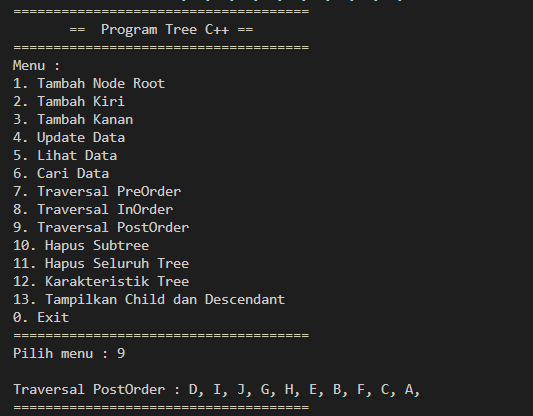 =====================================
== Program Tree C++ ==
=====================================
Menu :
1. Tambah Node Root
2. Tambah Kiri
3. Tambah Kanan
4. Update Data
5. Lihat Data
6. Cari Data
7. Traversal PreOrder
8. Traversal InOrder
9. Traversal PostOrder
10. Hapus Subtree
11. Hapus Seluruh Tree
12. Karakteristik Tree
13. Tampilkan Child dan Descendant
0. Exit
=====================================
Pilih menu : 9
Traversal PostOrder : D, I, J, G, H, E, B, F, C, A,
=====================================